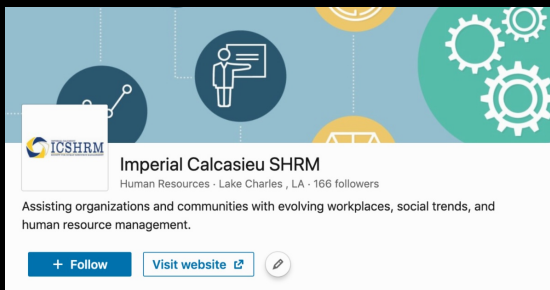 ICSHRM
Imperial Calcasieu SHRM
Human Resources · Lake Charles , LA · 166 followers
Assisting organizations and communities with evolving workplaces, social trends, and
human resource management.
+ Follow
Visit website